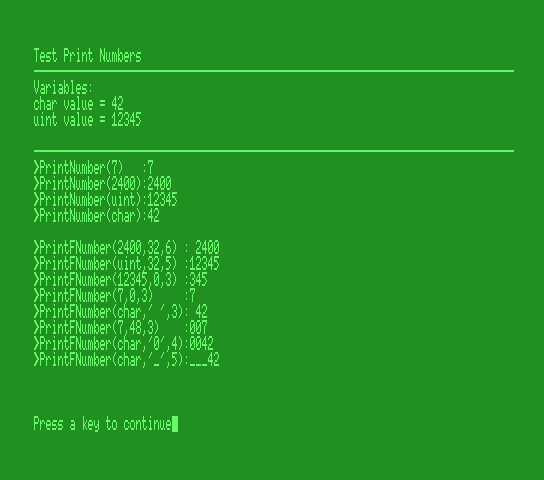 Test Print Numbers
Variables:
char value = 42
uint value = 12345
>PrintNumber(7)   :7
>PrintNumber(2400):2400
>PrintNumber(uint):12345
>PrintNumber(char):42
>PrintFNumber(2400,32,6) : 2400
>PrintFNumber(uint,32,5) :12345
>PrintFNumber(12345,0,3) :345
>PrintFNumber(7,0,3)     :7
>PrintFNumber(char,' ',3): 42
>PrintFNumber(7,48,3)    :007
>PrintFNumber(char,'0',4):0042
>PrintFNumber(char,'_',5):___42
Press a key to continue